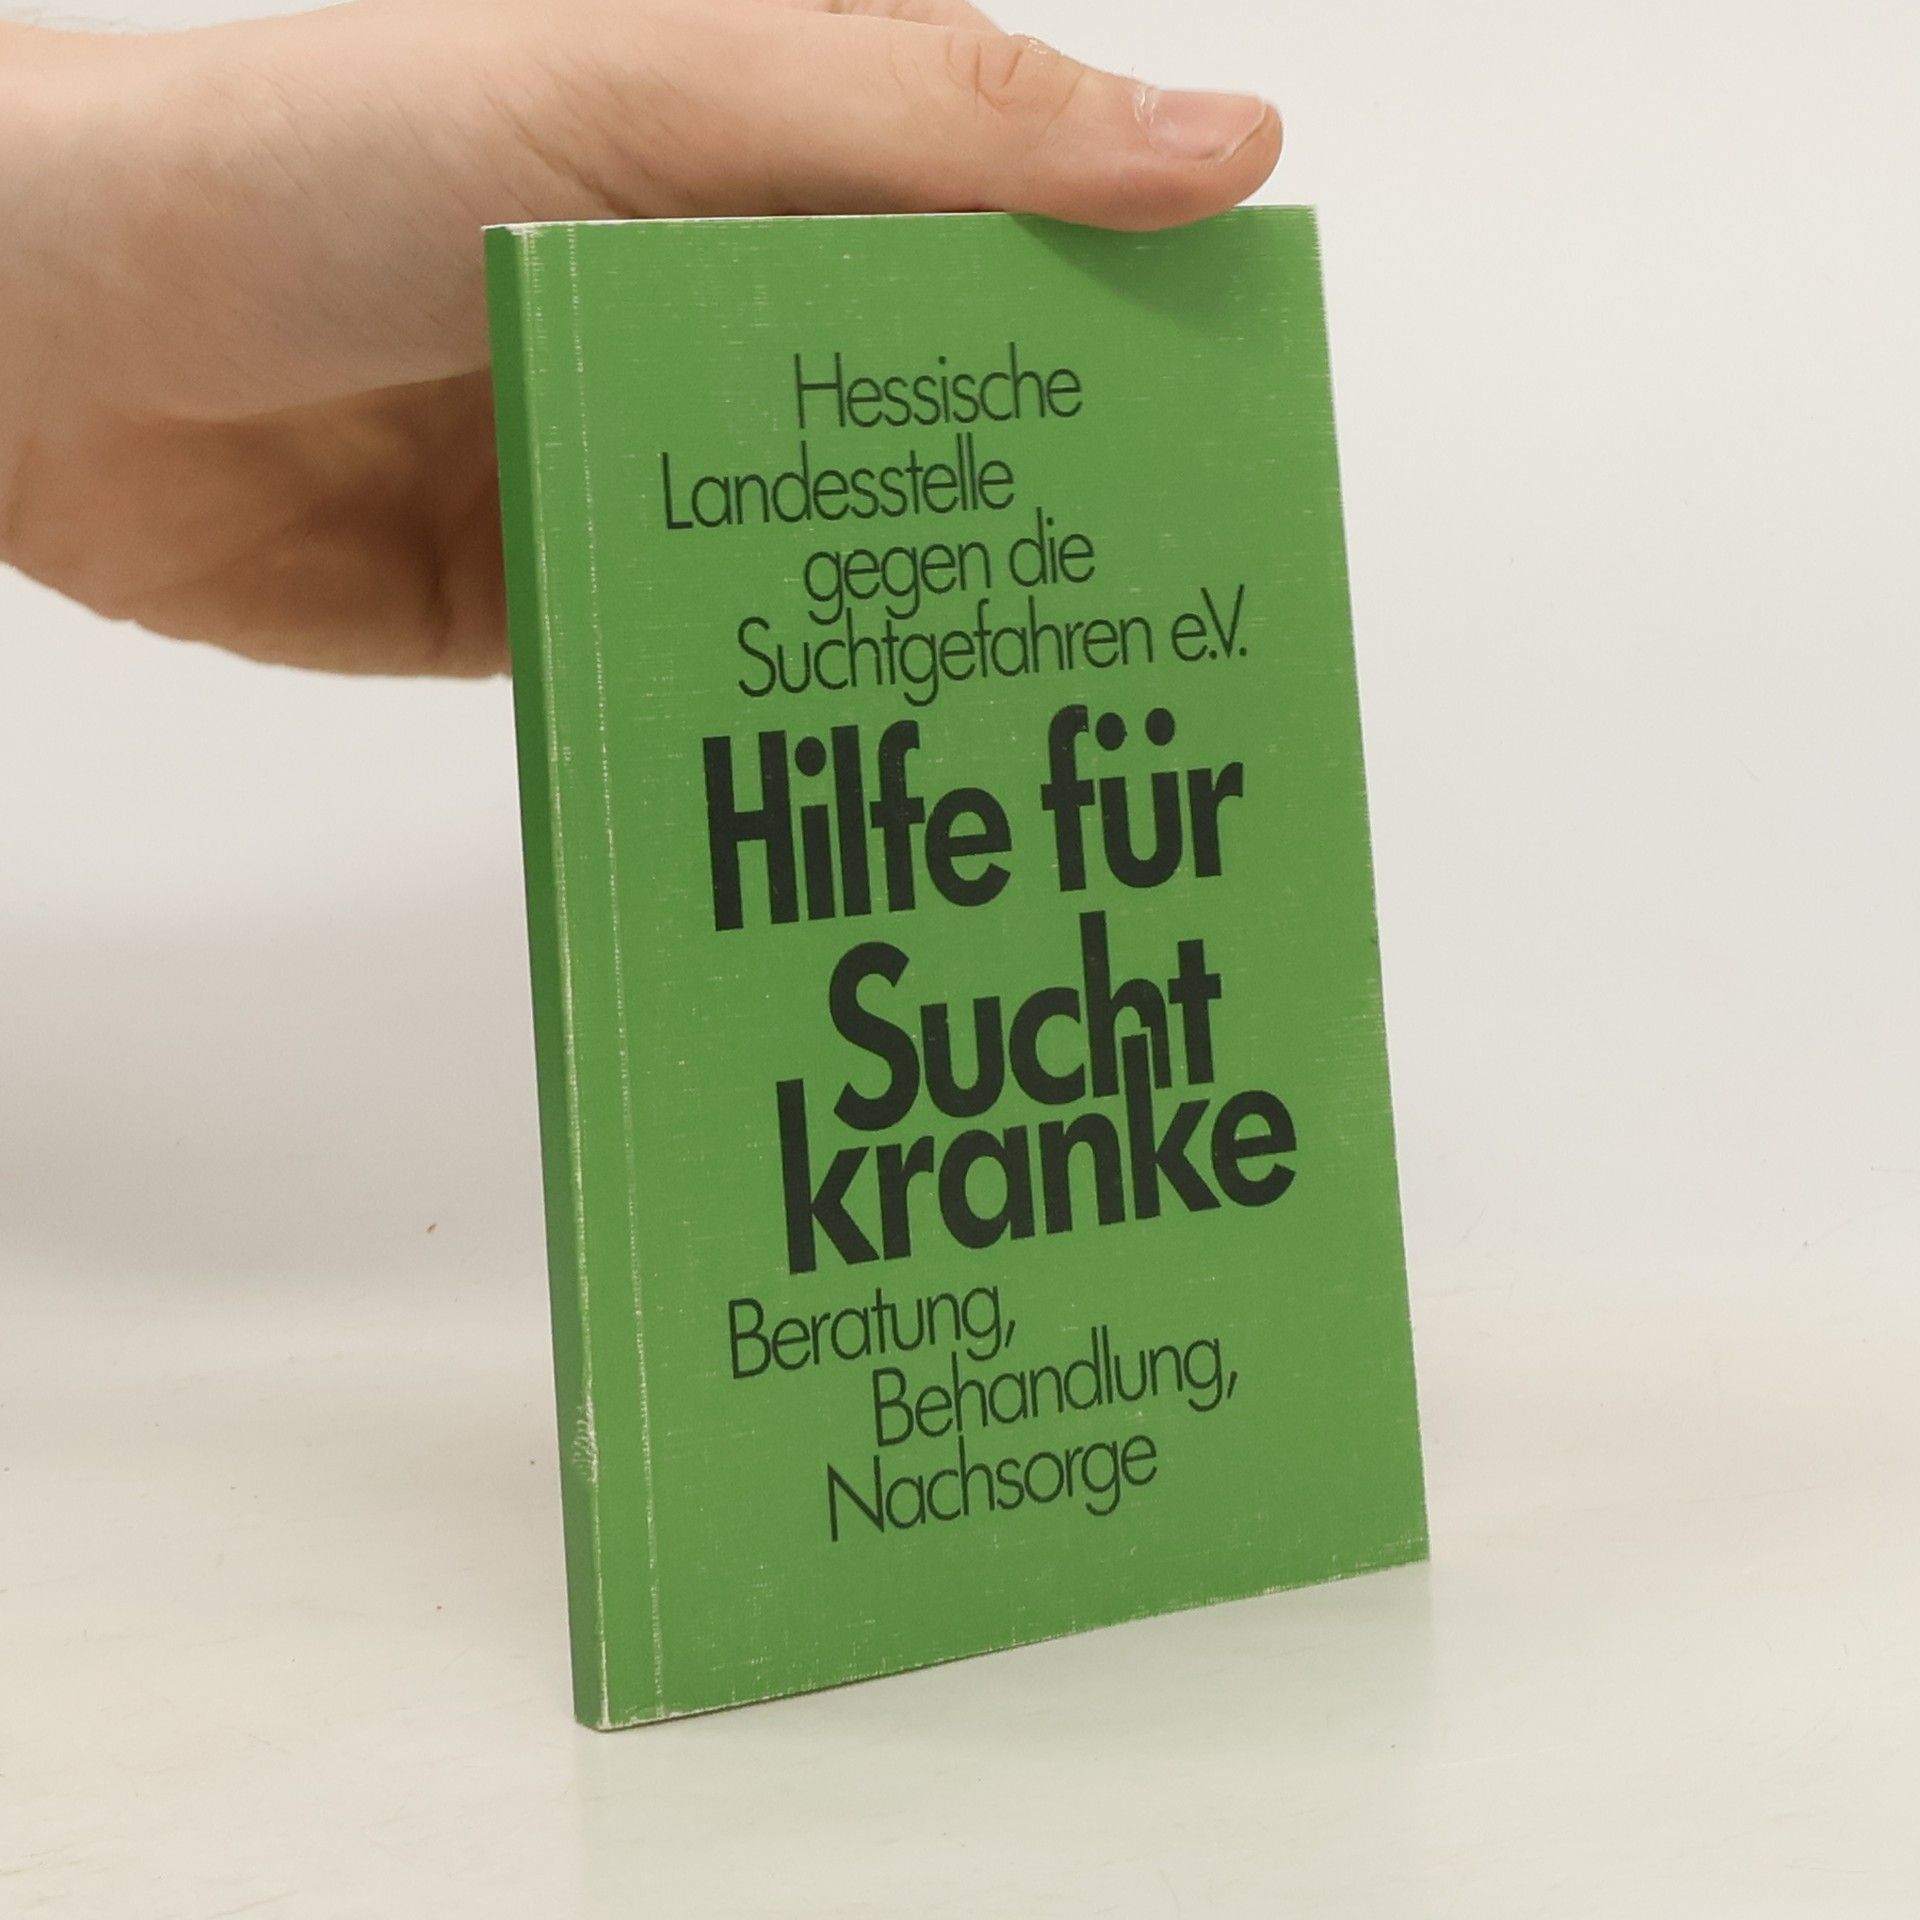 Hessische
Landesstelle
gegen die
Suchtgefahren e.V.
Hilfe für
Sucht
kranke
Beratung,
Behandlung,
Nachsorge